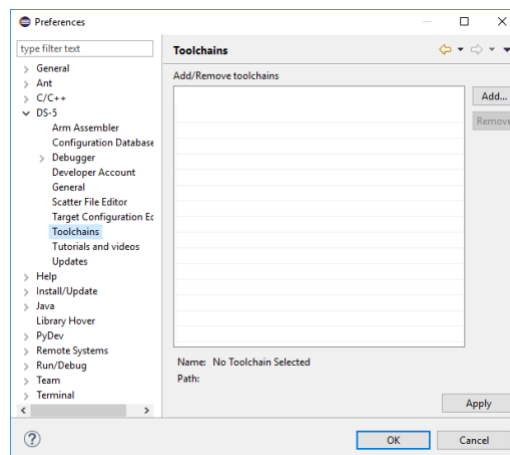 Preferences
type filter text
Toolchains
General
Ant
C/C++
DS-5
Arm Assembler
Configuration Database
Debugger
Developer Account
General
Scatter File Editor
Target Configuration Ec
Toolchains
Tutorials and videos
Updates
Help
Install/Update
Java
Library Hover
PyDev
Remote Systems
Run/Debug
Team
Terminal
Add/Remove toolchains
Add...
Remove
Name: No Toolchain Selected
Path:
Apply
OK
Cancel